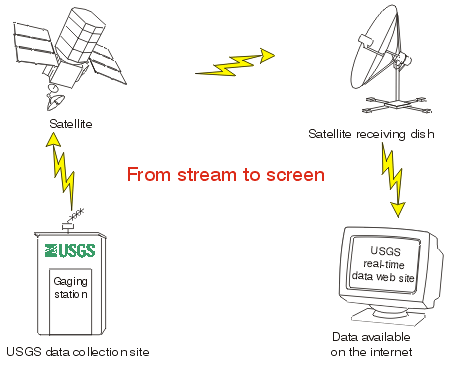 Satellite
Satellite receiving dish
From stream to screen
USGS
Gaging
station
USGS data collection site
USGS
real-time
data web site
Data available
on the internet